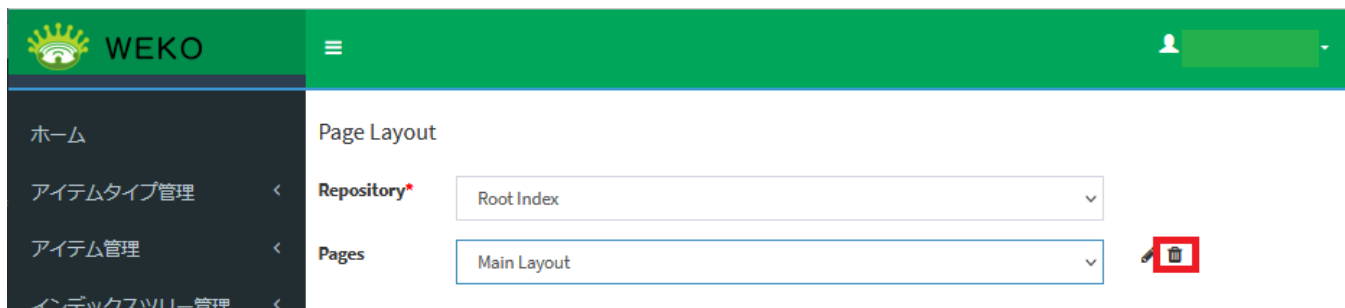 WEKO
ホーム
アイテムタイプ管理
アイテム管理
インデックスツリー管理
Page Layout
Repository*
Root Index
Pages
Main Layout